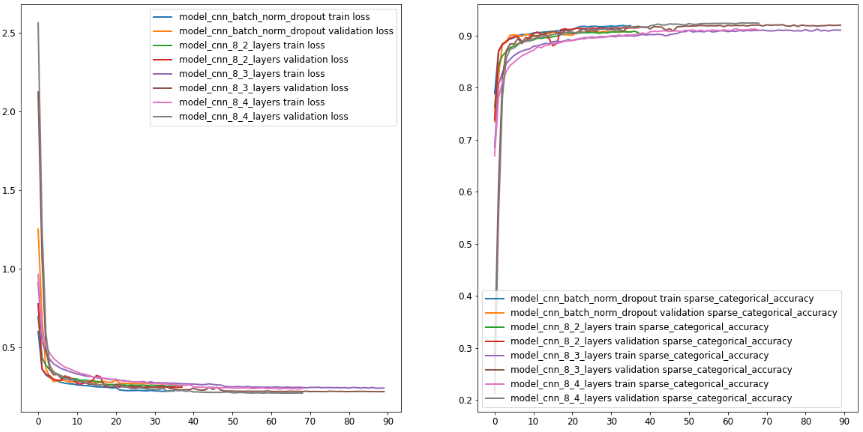 2.5
2.0
1.5
1.0
0.5
0
10
20
30
40
50
60
70
80
90
model_cnn_batch_norm_dropout train loss
model_cnn_batch_norm_dropout validation loss
model_cnn_8_2_layers train loss
model_cnn_8_2_layers validation loss
model_cnn_8_3_layers train loss
model_cnn_8_3_layers validation loss
model_cnn_8_4_layers train loss
model_cnn_8_4_layers validation loss
0.9
0.8
0.7
0.6
0.5
0.4
0.3
0.2
0
10
20
30
40
50
60
70
80
90
model_cnn_batch_norm_dropout train sparse_categorical_accuracy
model_cnn_batch_norm_dropout validation sparse_categorical_accuracy
model_cnn_8_2_layers train sparse_categorical_accuracy
model_cnn_8_2_layers validation sparse_categorical_accuracy
model_cnn_8_3_layers train sparse_categorical_accuracy
model_cnn_8_3_layers validation sparse_categorical_accuracy
model_cnn_8_4_layers train sparse_categorical_accuracy
model_cnn_8_4_layers validation sparse_categorical_accuracy